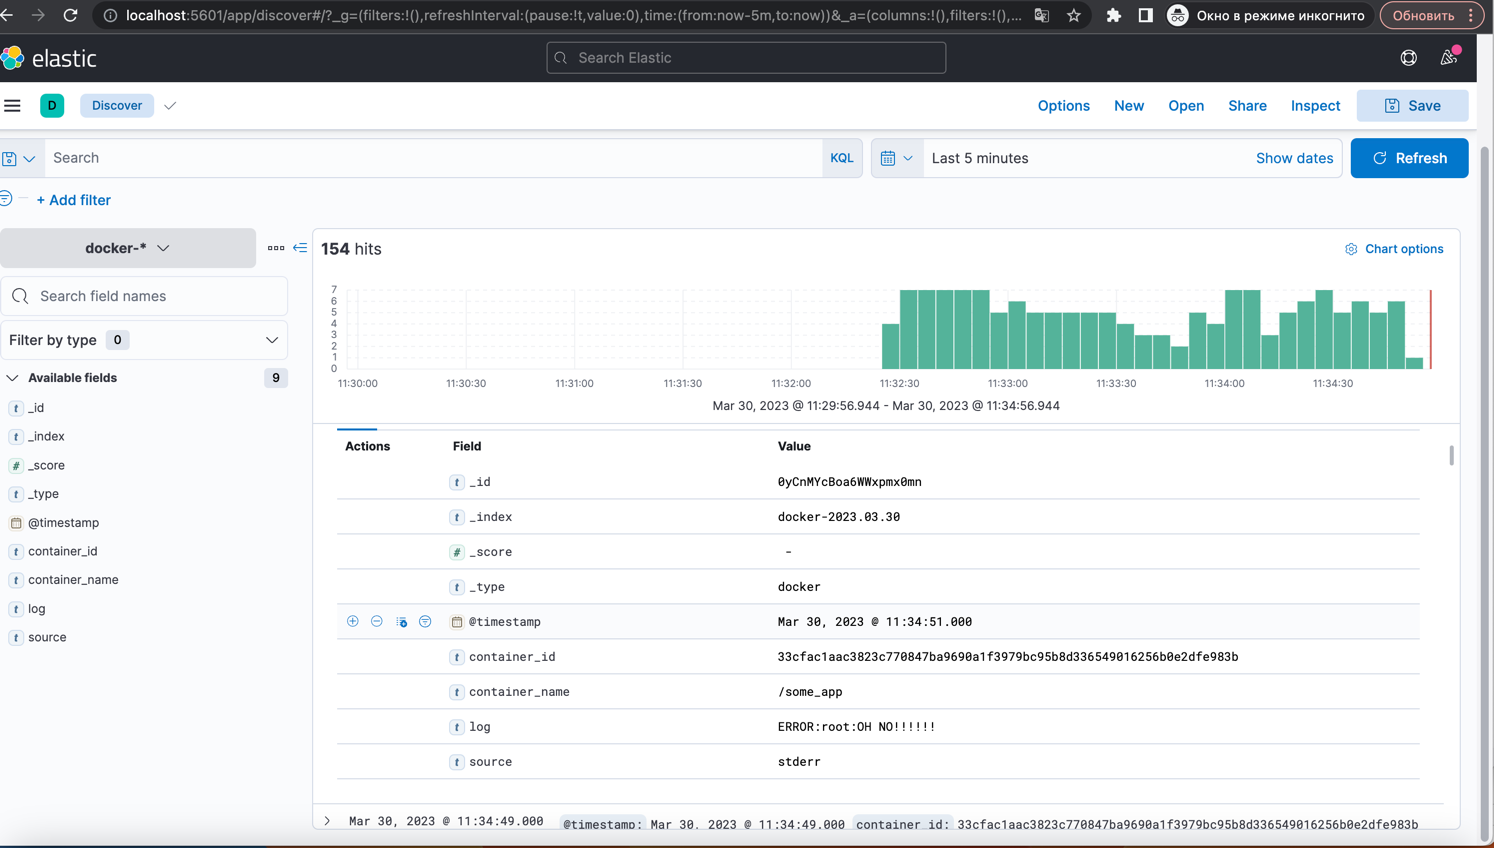 localhost:5601/app/discover#/?_g=(filters:!(),refreshInterval:(pause:!t,value:0),time:(from:now-5m,to:now))&_a=(columns:!(),filters:!(),...
Окно в режиме инкогнито
Обновить
elastic
Search Elastic
D
Discover
Options
New
Open
Share
Inspect
Save
Search
KQL
Last 5 minutes
Show dates
Refresh
+ Add filter
docker-*
154 hits
Chart options
Search field names
Filter by type 0
Available fields 9
t _id
t _index
# _score
t _type
@timestamp
t container_id
t container_name
t log
t source
7
6
5
4
3
2
1
0
11:30:00 11:30:30 11:31:00 11:31:30 11:32:00 11:32:30 11:33:00 11:33:30 11:34:00 11:34:30
Mar 30, 2023 @ 11:29:56.944 - Mar 30, 2023 @ 11:34:56.944
Actions Field Value
t _id 0yCnMYcBoa6WWxpmx0mn
t _index docker-2023.03.30
# _score -
t _type docker
@timestamp Mar 30, 2023 @ 11:34:51.000
t container_id 33cfac1aac3823c770847ba9690a1f3979bc95b8d336549016256b0e2dfe983b
t container_name /some_app
t log ERROR:root:OH NO!!!!!!
t source stderr
Mar 30, 2023 @ 11:34:49.000 @timestamp: Mar 30, 2023 @ 11:34:49.000 container_id: 33cfac1aac3823c770847ba9690a1f3979bc95b8d336549016256b0e2dfe983b